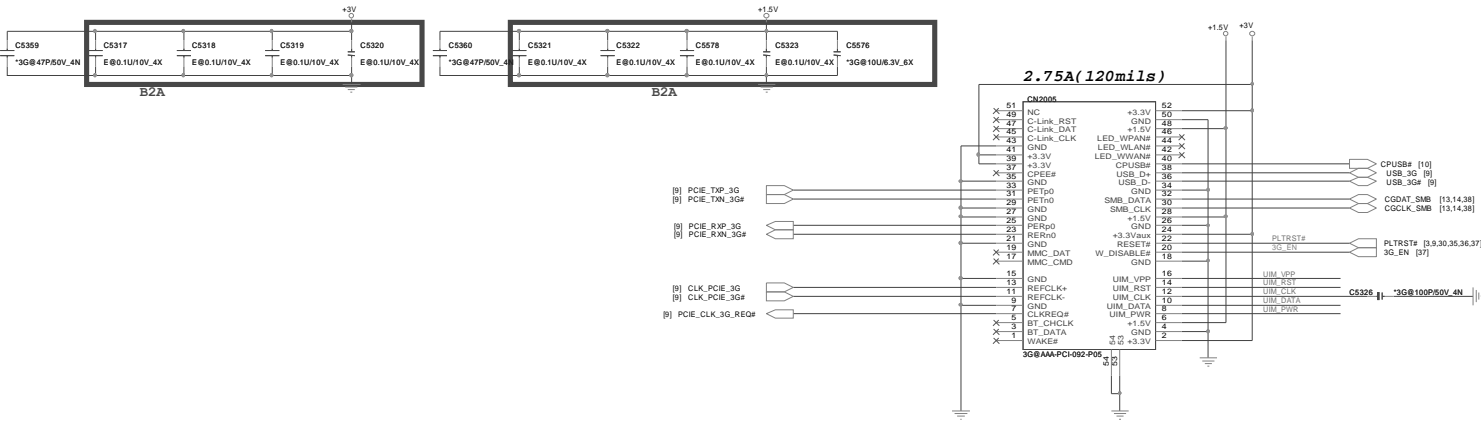 +3V
C5359
*3G@47P/50V_4N
C5317
E@0.1U/10V_4X
C5318
E@0.1U/10V_4X
C5319
E@0.1U/10V_4X
C5320
E@0.1U/10V_4X
B2A
+1.5V
C5360
*3G@47P/50V_4N
C5321
E@0.1U/10V_4X
C5322
E@0.1U/10V_4X
C5578
E@0.1U/10V_4X
C5323
E@0.1U/10V_4X
C5576
*3G@10U/6.3V_6X
B2A
+1.5V
+3V
2.75A(120mils)
CN2005
51 NC
49 C-Link_RST
47 C-Link_DAT
45 C-Link_CLK
43 GND
41 +3.3V
39 +3.3V
37 CPEE#
35 GND
33 PETp0
31 PETn0
29 GND
27 GND
25 PERp0
23 RERn0
21 GND
19 MMC_DAT
17 MMC_CMD
15 GND
13 REFCLK+
11 REFCLK-
9 GND
7 CLKREQ#
5 BT_CHCLK
3 BT_DATA
1 WAKE#
+3.3V 52
GND 50
+1.5V 48
LED_WPAN# 46
LED_WLAN# 44
LED_WWAN# 42
CPUSB# 40
USB_D+ 38
USB_D- 36
GND 34
SMB_DATA 32
SMB_CLK 30
+1.5V 28
GND 26
+3.3Vaux 24
RESET# 22
W_DISABLE# 20
GND 18
UIM_VPP 16
UIM_RST 14
UIM_CLK 12
UIM_DATA 10
UIM_PWR 8
+1.5V 6
GND 4
+3.3V 2
54
53
54
53
3G@AAA-PCI-092-P05
[9] PCIE_TXP_3G
[9] PCIE_TXN_3G#
[9] PCIE_RXP_3G
[9] PCIE_RXN_3G#
[9] CLK_PCIE_3G
[9] CLK_PCIE_3G#
[9] PCIE_CLK_3G_REQ#
CPUSB# [10]
USB_3G [9]
USB_3G# [9]
CGDAT_SMB [13,14,38]
CGCLK_SMB [13,14,38]
PLTRST#
3G_EN
PLTRST# [3,9,30,35,36,37]
3G_EN [37]
UIM_VPP
UIM_RST
UIM_CLK
UIM_DATA
UIM_PWR
C5326
*3G@100P/50V_4N